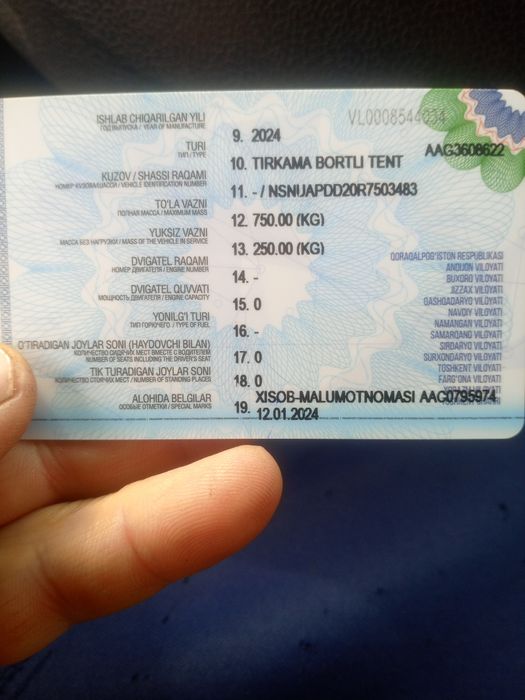 VL0008544034
AAG3608622
ISHLAB CHIQARILGAN YILI
ГОД ВЫПУСКА / YEAR OF MANUFACTURE
9. 2024
TURI
ТИП / TYPE
10. TIRKAMA BORTLI TENT
KUZOV / SHASSI RAQAMI
НОМЕР КУЗОВА/ШАССИ / VEHICLE IDENTIFICATION NUMBER
11. - / NSNUAPDD20R7503483
TO'LA VAZNI
ПОЛНАЯ МАССА / MAXIMUM MASS
12. 750.00 (KG)
YUKSIZ VAZNI
МАССА БЕЗ НАГРУЗКИ / MASS OF THE VEHICLE IN SERVICE
13. 250.00 (KG)
DVIGATEL RAQAMI
НОМЕР ДВИГАТЕЛЯ / ENGINE NUMBER
14. -
DVIGATEL QUVVATI
МОЩНОСТЬ ДВИГАТЕЛЯ / ENGINE CAPACITY
15. 0
YONILG'I TURI
ТИП ГОРЮЧЕГО / TYPE OF FUEL
16. -
O'TIRADIGAN JOYLAR SONI (HAYDOVCHI BILAN)
КОЛИЧЕСТВО СИДЯЧИХ МЕСТ ВМЕСТЕ С ВОДИТЕЛЕМ
NUMBER OF SEATS INCLUDING THE DRIVER'S SEAT
17. 0
TIK TURADIGAN JOYLAR SONI
КОЛИЧЕСТВО СТОЯЧИХ МЕСТ / NUMBER OF STANDING PLACES
18. 0
ALOHIDA BELGILAR
ОСОБЫЕ ОТМЕТКИ / SPECIAL MARKS
19. XISOB-MALUMOTNOMASI AAC0795974
12.01.2024
QORAQALPOG'ISTON RESPUBLIKASI
ANDIJON VILOYATI
BUXORO VILOYATI
JIZZAX VILOYATI
QASHQADARYO VILOYATI
NAVOIY VILOYATI
NAMANGAN VILOYATI
SAMARQAND VILOYATI
SIRDARYO VILOYATI
SURXONDARYO VILOYATI
TOSHKENT VILOYATI
FARG'ONA VILOYATI